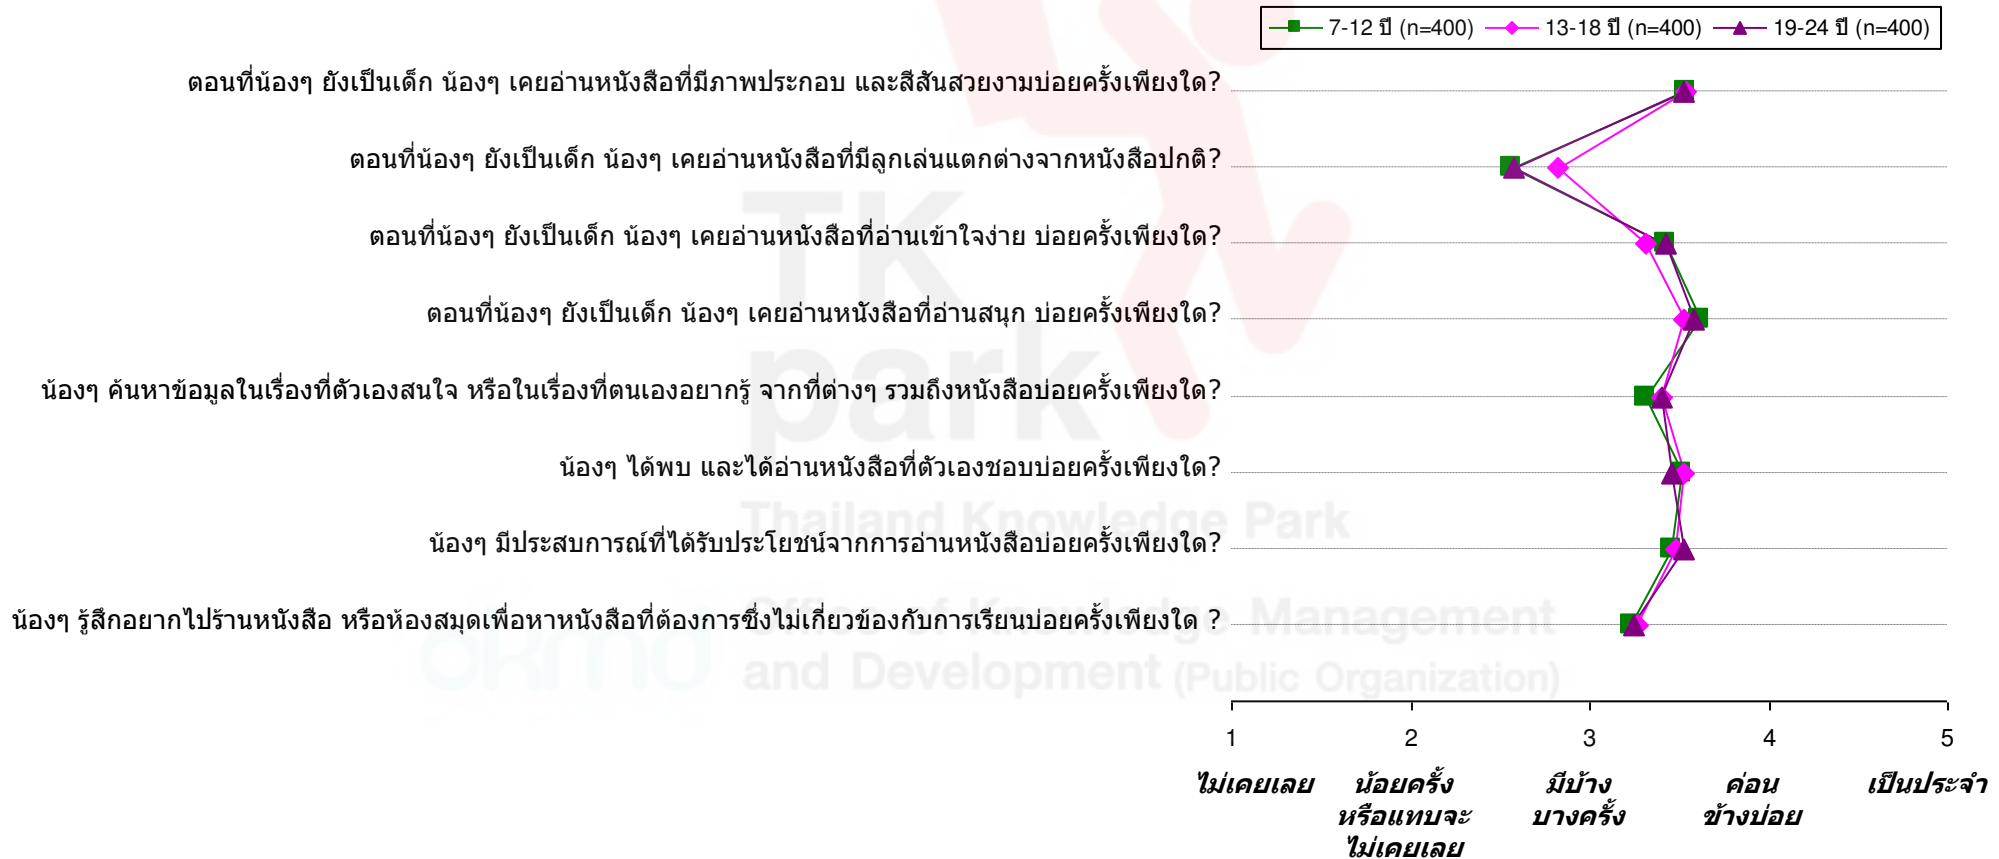 7-12 ปี (n=400) 13-18 ปี (n=400) 19-24 ปี (n=400)
ตอนที่น้องๆ ยังเป็นเด็ก น้องๆ เคยอ่านหนังสือที่มีภาพประกอบ และสีสันสวยงามบ่อยครั้งเพียงใด?
ตอนที่น้องๆ ยังเป็นเด็ก น้องๆ เคยอ่านหนังสือที่มีลูกเล่นแตกต่างจากหนังสือปกติ?
ตอนที่น้องๆ ยังเป็นเด็ก น้องๆ เคยอ่านหนังสือที่อ่านเข้าใจง่าย บ่อยครั้งเพียงใด?
ตอนที่น้องๆ ยังเป็นเด็ก น้องๆ เคยอ่านหนังสือที่อ่านสนุก บ่อยครั้งเพียงใด?
น้องๆ ค้นหาข้อมูลในเรื่องที่ตัวเองสนใจ หรือในเรื่องที่ตนเองอยากรู้ จากที่ต่างๆ รวมถึงหนังสือบ่อยครั้งเพียงใด?
น้องๆ ได้พบ และได้อ่านหนังสือที่ตัวเองชอบบ่อยครั้งเพียงใด?
น้องๆ มีประสบการณ์ที่ได้รับประโยชน์จากการอ่านหนังสือบ่อยครั้งเพียงใด?
น้องๆ รู้สึกอยากไปร้านหนังสือ หรือห้องสมุดเพื่อหาหนังสือที่ต้องการซึ่งไม่เกี่ยวข้องกับการเรียนบ่อยครั้งเพียงใด ?
TK
park
Thailand Knowledge Park
okmd
Office of Knowledge Management
and Development (Public Organization)
1 2 3 4 5
ไม่เคยเลย น้อยครั้ง มีบ้าง ค่อน เป็นประจำ
หรือแทบจะ บางครั้ง ข้างบ่อย
ไม่เคยเลย